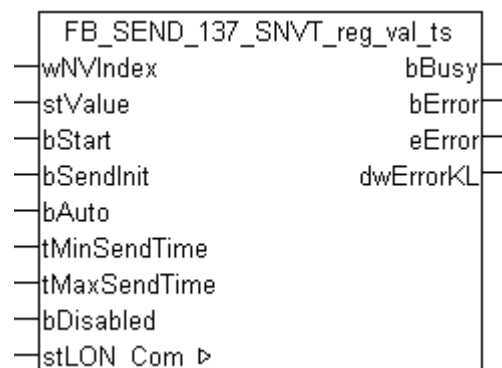 FB_SEND_137_SNVT_reg_val_ts
wNVIndex bBusy
stValue bError
bStart eError
bSendInit dwErrorKL
bAuto
tMinSendTime
tMaxSendTime
bDisabled
stLON_Com ▷